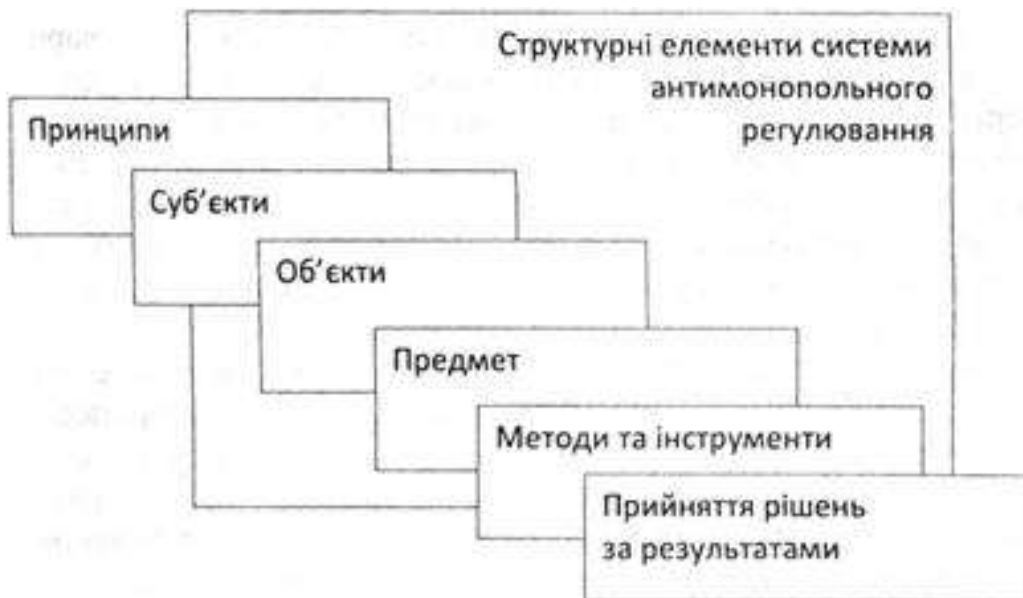 Структурні елементи системи
антимонопольного
регулювання
Принципи
Суб’єкти
Об’єкти
Предмет
Методи та інструменти
Прийняття рішень
за результатами